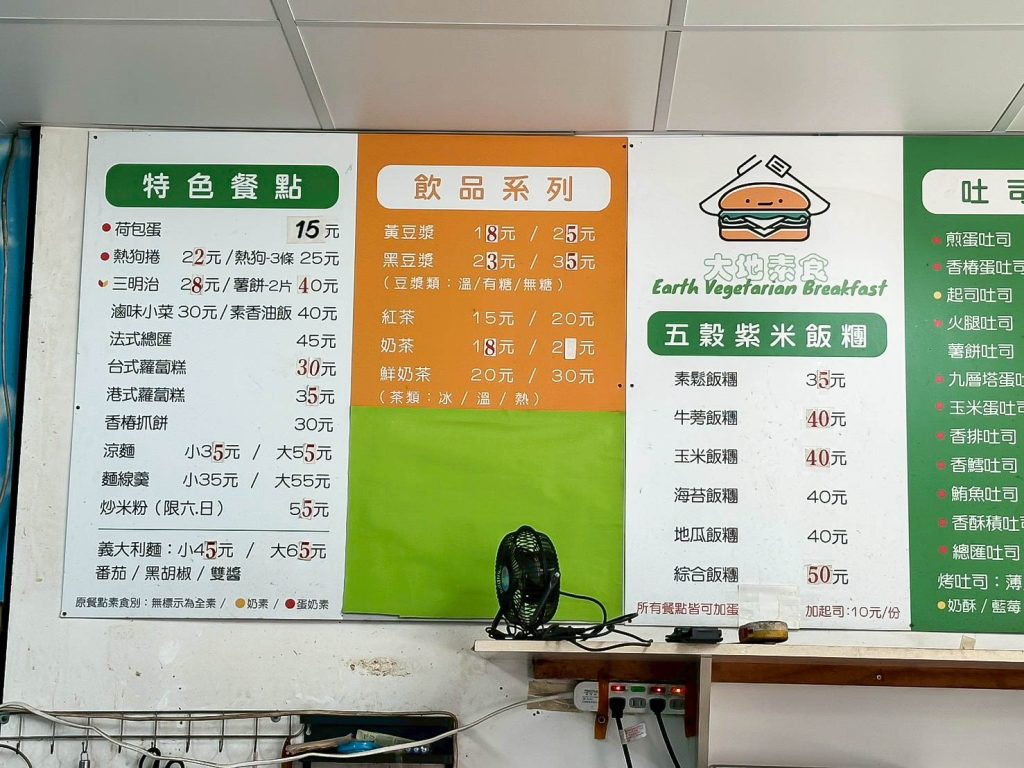 特色餐點
荷包蛋 15元
熱狗捲 22元/熱狗-3條 25元
三明治 28元/薯餅-2片 40元
滷味小菜 30元/素香油飯 40元
法式總匯 45元
台式蘿蔔糕 30元
港式蘿蔔糕 35元
香椿抓餅 30元
涼麵 小35元 / 大55元
麵線羹 小35元 / 大55元
炒米粉(限六.日) 55元
義大利麵:小45元 / 大65元
番茄 / 黑胡椒 / 雙醬
原餐點素食別:無標示為全素 / 奶素 / 蛋奶素
飲品系列
黃豆漿 18元 / 25元
黑豆漿 23元 / 35元
(豆漿類:溫/有糖/無糖)
紅茶 15元 / 20元
奶茶 18元 / 2元
鮮奶茶 20元 / 30元
(茶類:冰 / 溫 / 熱)
大地素食
Earth Vegetarian Breakfast
五穀紫米飯糰
素鬆飯糰 35元
牛蒡飯糰 40元
玉米飯糰 40元
海苔飯糰 40元
地瓜飯糰 40元
綜合飯糰 50元
所有餐點皆可加蛋 加起司:10元/份
吐司
煎蛋吐司
香椿蛋吐司
起司吐司
火腿吐司
薯餅吐司
九層塔蛋吐
玉米蛋吐司
香排吐司
香鱈吐司
鮪魚吐司
香酥積吐司
總匯吐司
烤吐司:薄
奶酥 / 藍莓